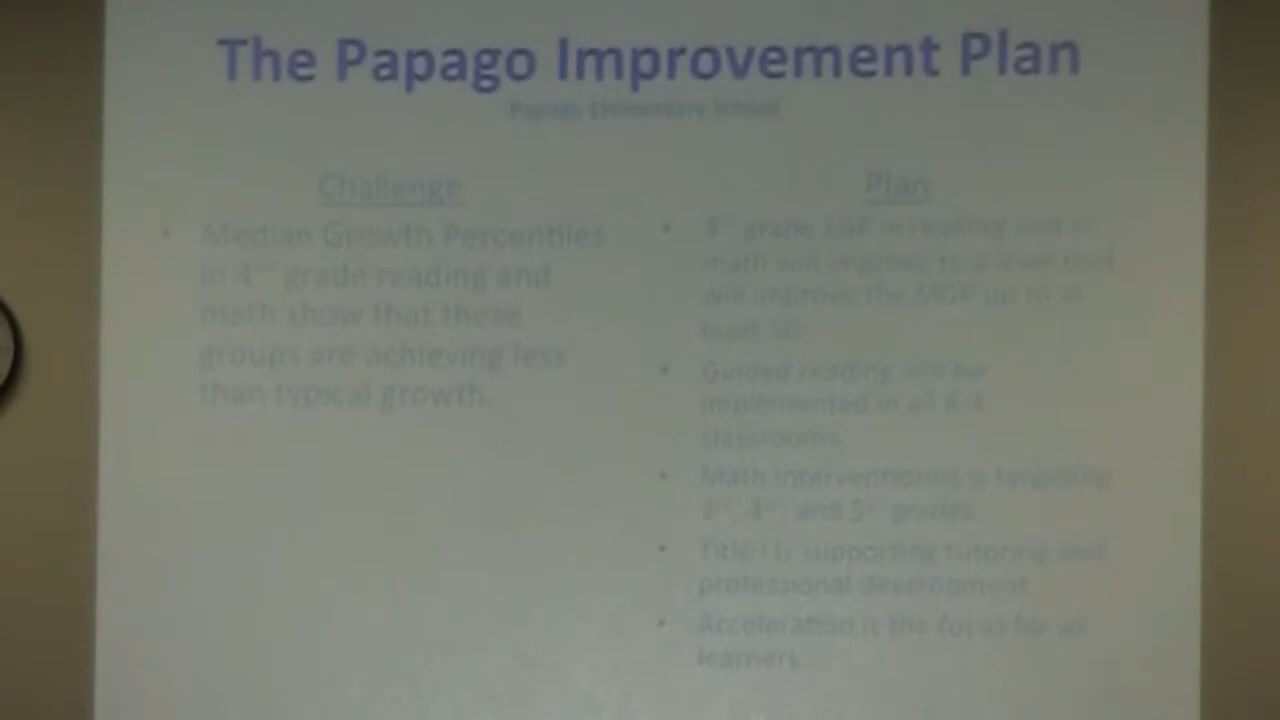 The Papago Improvement Plan
Papago Elementary School
Challenge
• Median Growth Percentiles
in 4th grade reading and
math show that these
groups are achieving less
than typical growth.
Plan
• 4th grade SGP in reading and in
math will improve to a level that
will improve the MGP up to at
least 50.
• Guided reading will be
implemented in all K-3
classrooms.
• Math interventionist is targeting
3rd, 4th, and 5th grades.
• Title I is supporting tutoring and
professional development.
• Acceleration is the focus for all
learners.